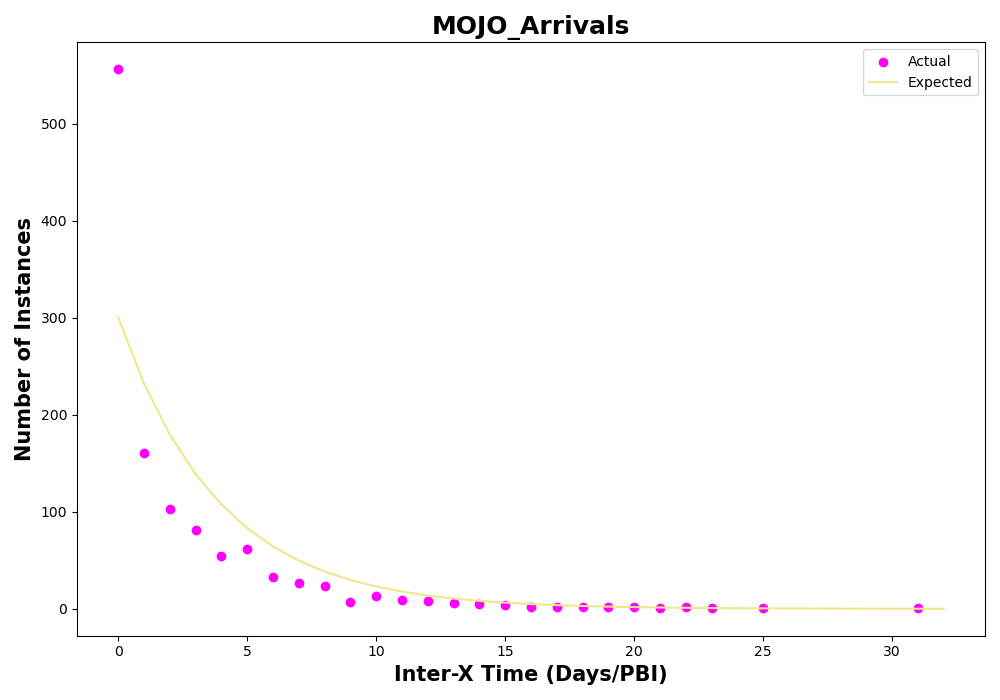 MOJO_Arrivals
Actual
Expected
500
400
300
200
100
0
Number of Instances
0 5 10 15 20 25 30
Inter-X Time (Days/PBI)